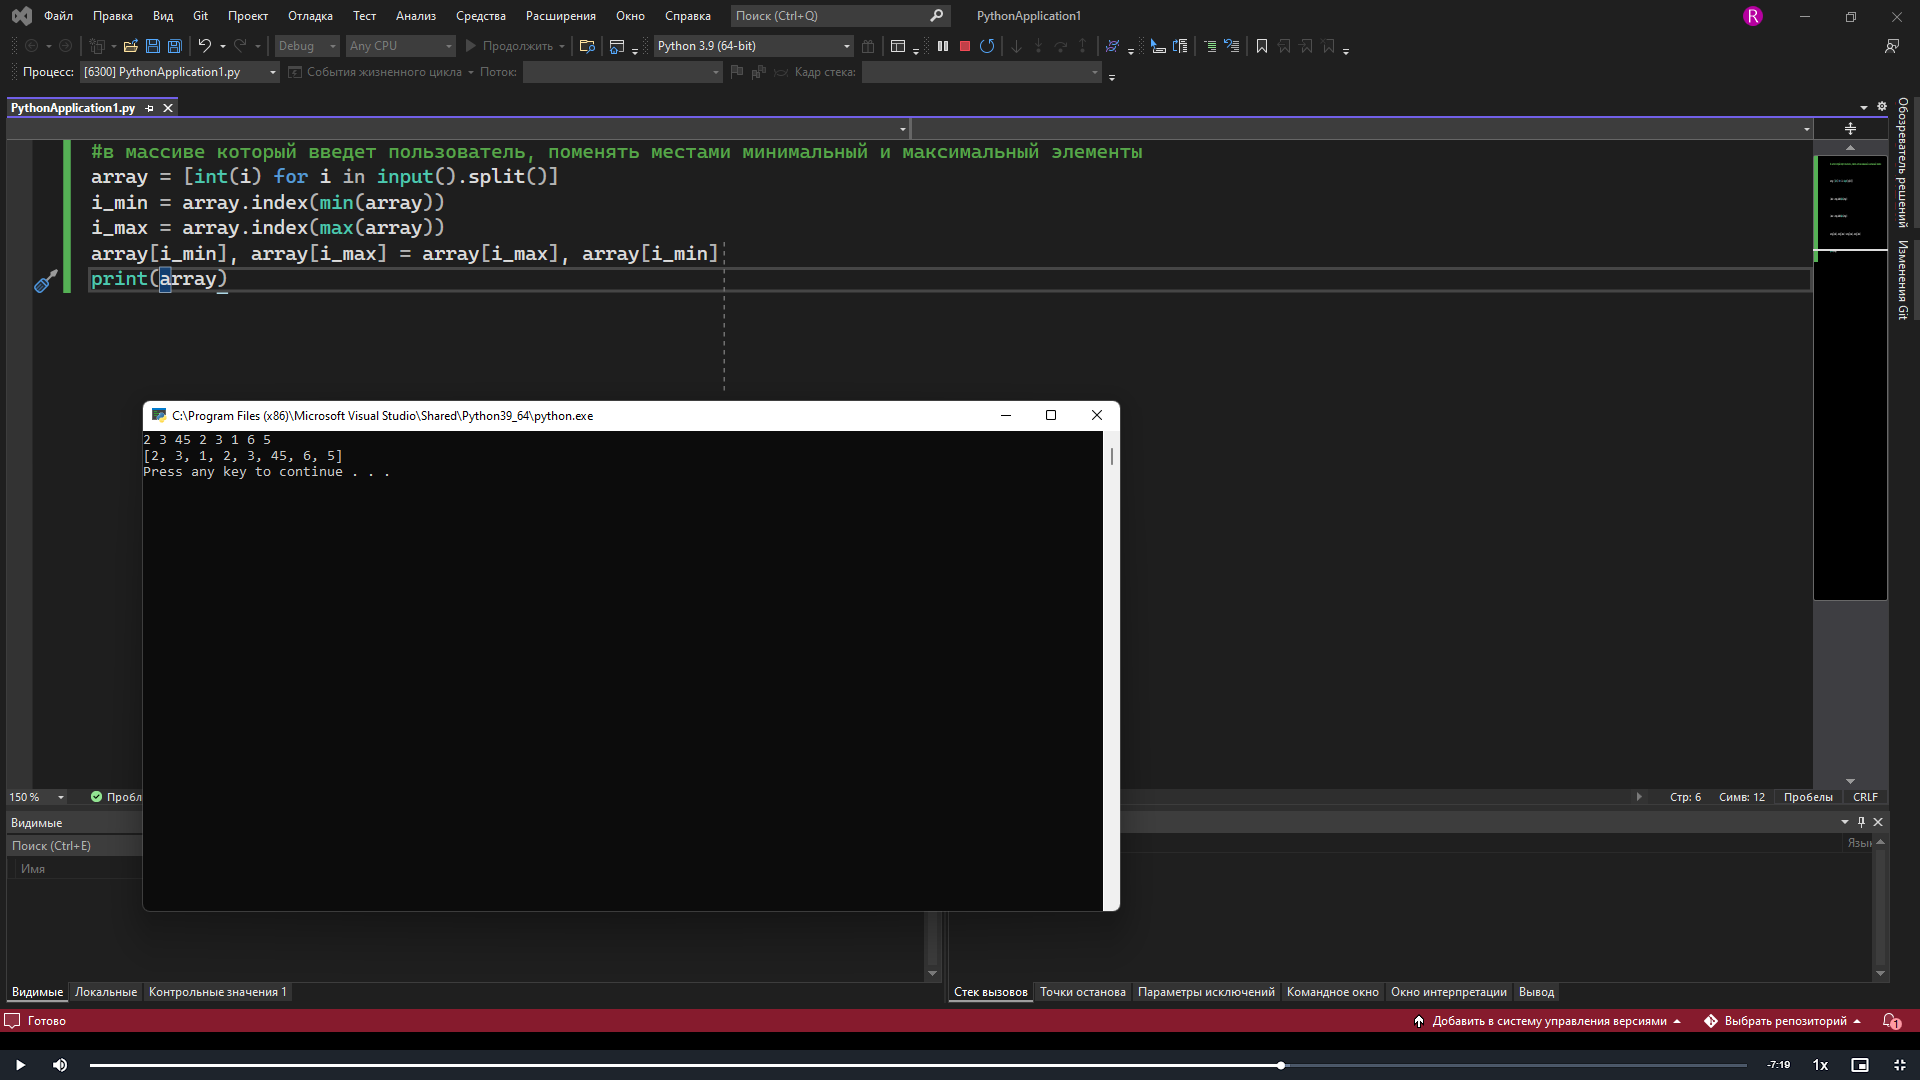 Файл Правка Вид Git Проект Отладка Тест Анализ Средства Расширения Окно Справка Поиск (Ctrl+Q) PythonApplication1 R
Debug Any CPU Продолжить Python 3.9 (64-bit)
Процесс: [6300] PythonApplication1.py События жизненного цикла Поток: Кадр стека:
PythonApplication1.py
#в массиве который введет пользователь, поменять местами минимальный и максимальный элементы
array = [int(i) for i in input().split()]
i_min = array.index(min(array))
i_max = array.index(max(array))
array[i_min], array[i_max] = array[i_max], array[i_min]
print(array)
Обозреватель решений
Изменения Git
C:\Program Files (x86)\Microsoft Visual Studio\Shared\Python39_64\python.exe
2 3 45 2 3 1 6 5
[2, 3, 1, 2, 3, 45, 6, 5]
Press any key to continue . . .
150 % Пробл Стр: 6 Симв: 12 Пробелы CRLF
Видимые
Поиск (Ctrl+E)
Имя
Язык
Видимые Локальные Контрольные значения 1
Стек вызовов Точки останова Параметры исключений Командное окно Окно интерпретации Вывод
Готово Добавить в систему управления версиями Выбрать репозиторий 1
-7:19 1x